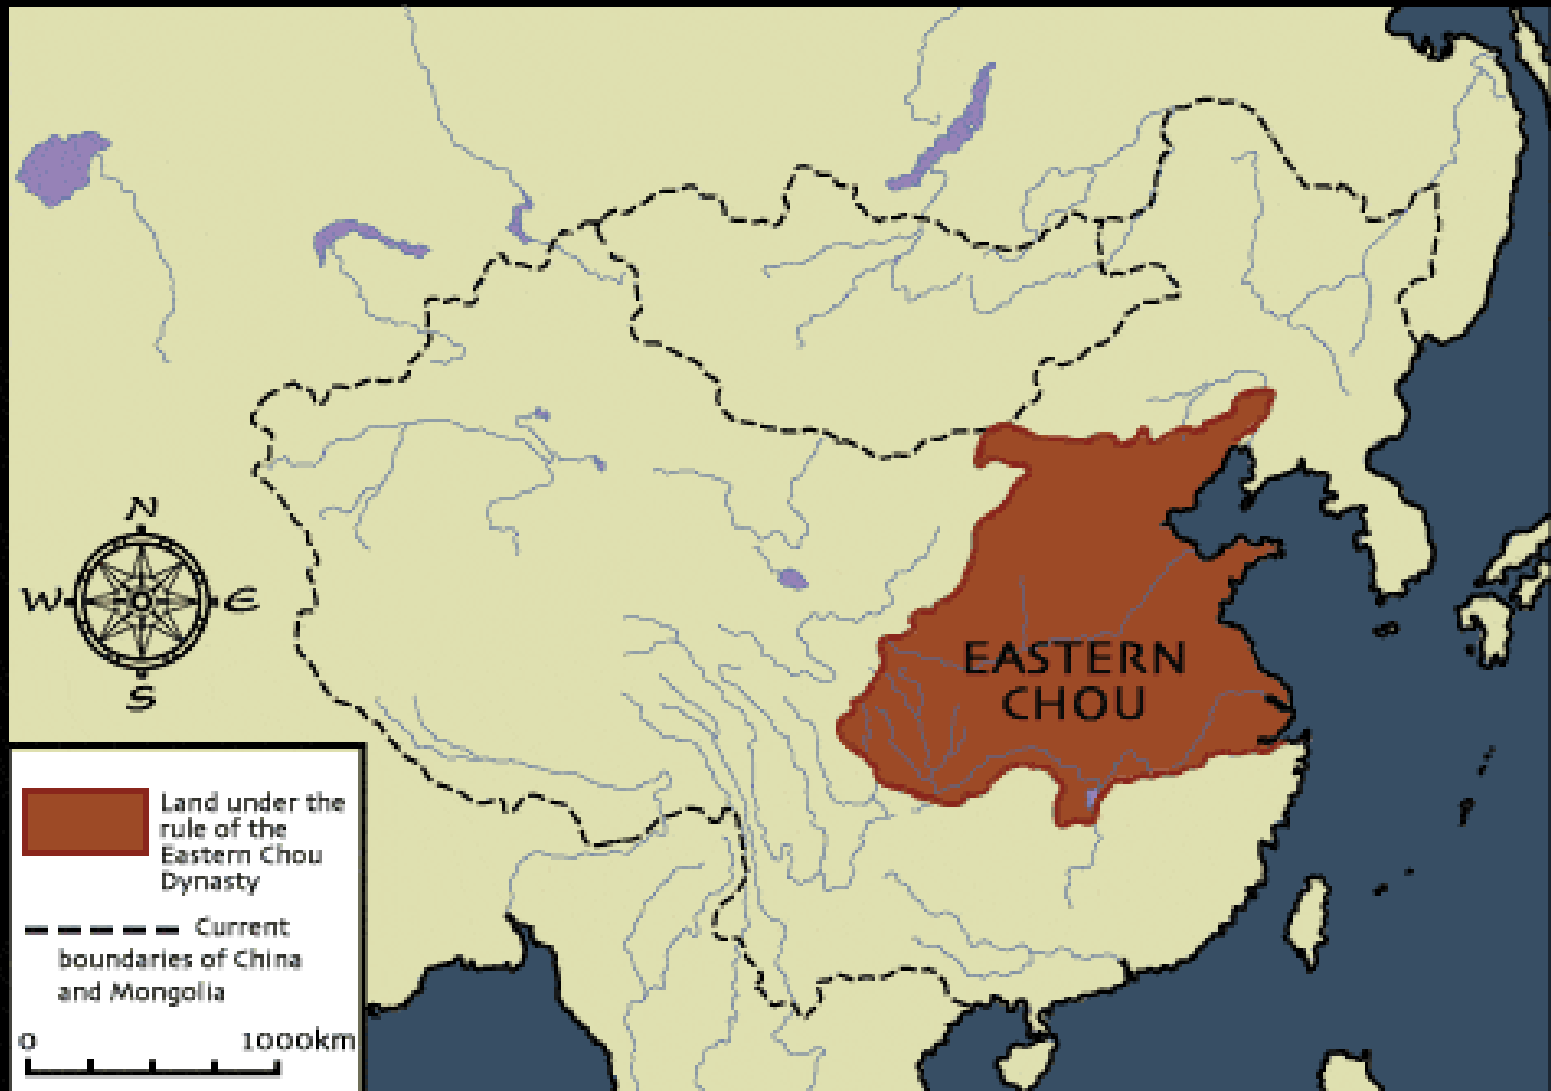 EASTERN
CHOU
N
W E
S
Land under the
rule of the
Eastern Chou
Dynasty
Current
boundaries of China
and Mongolia
0 1000km